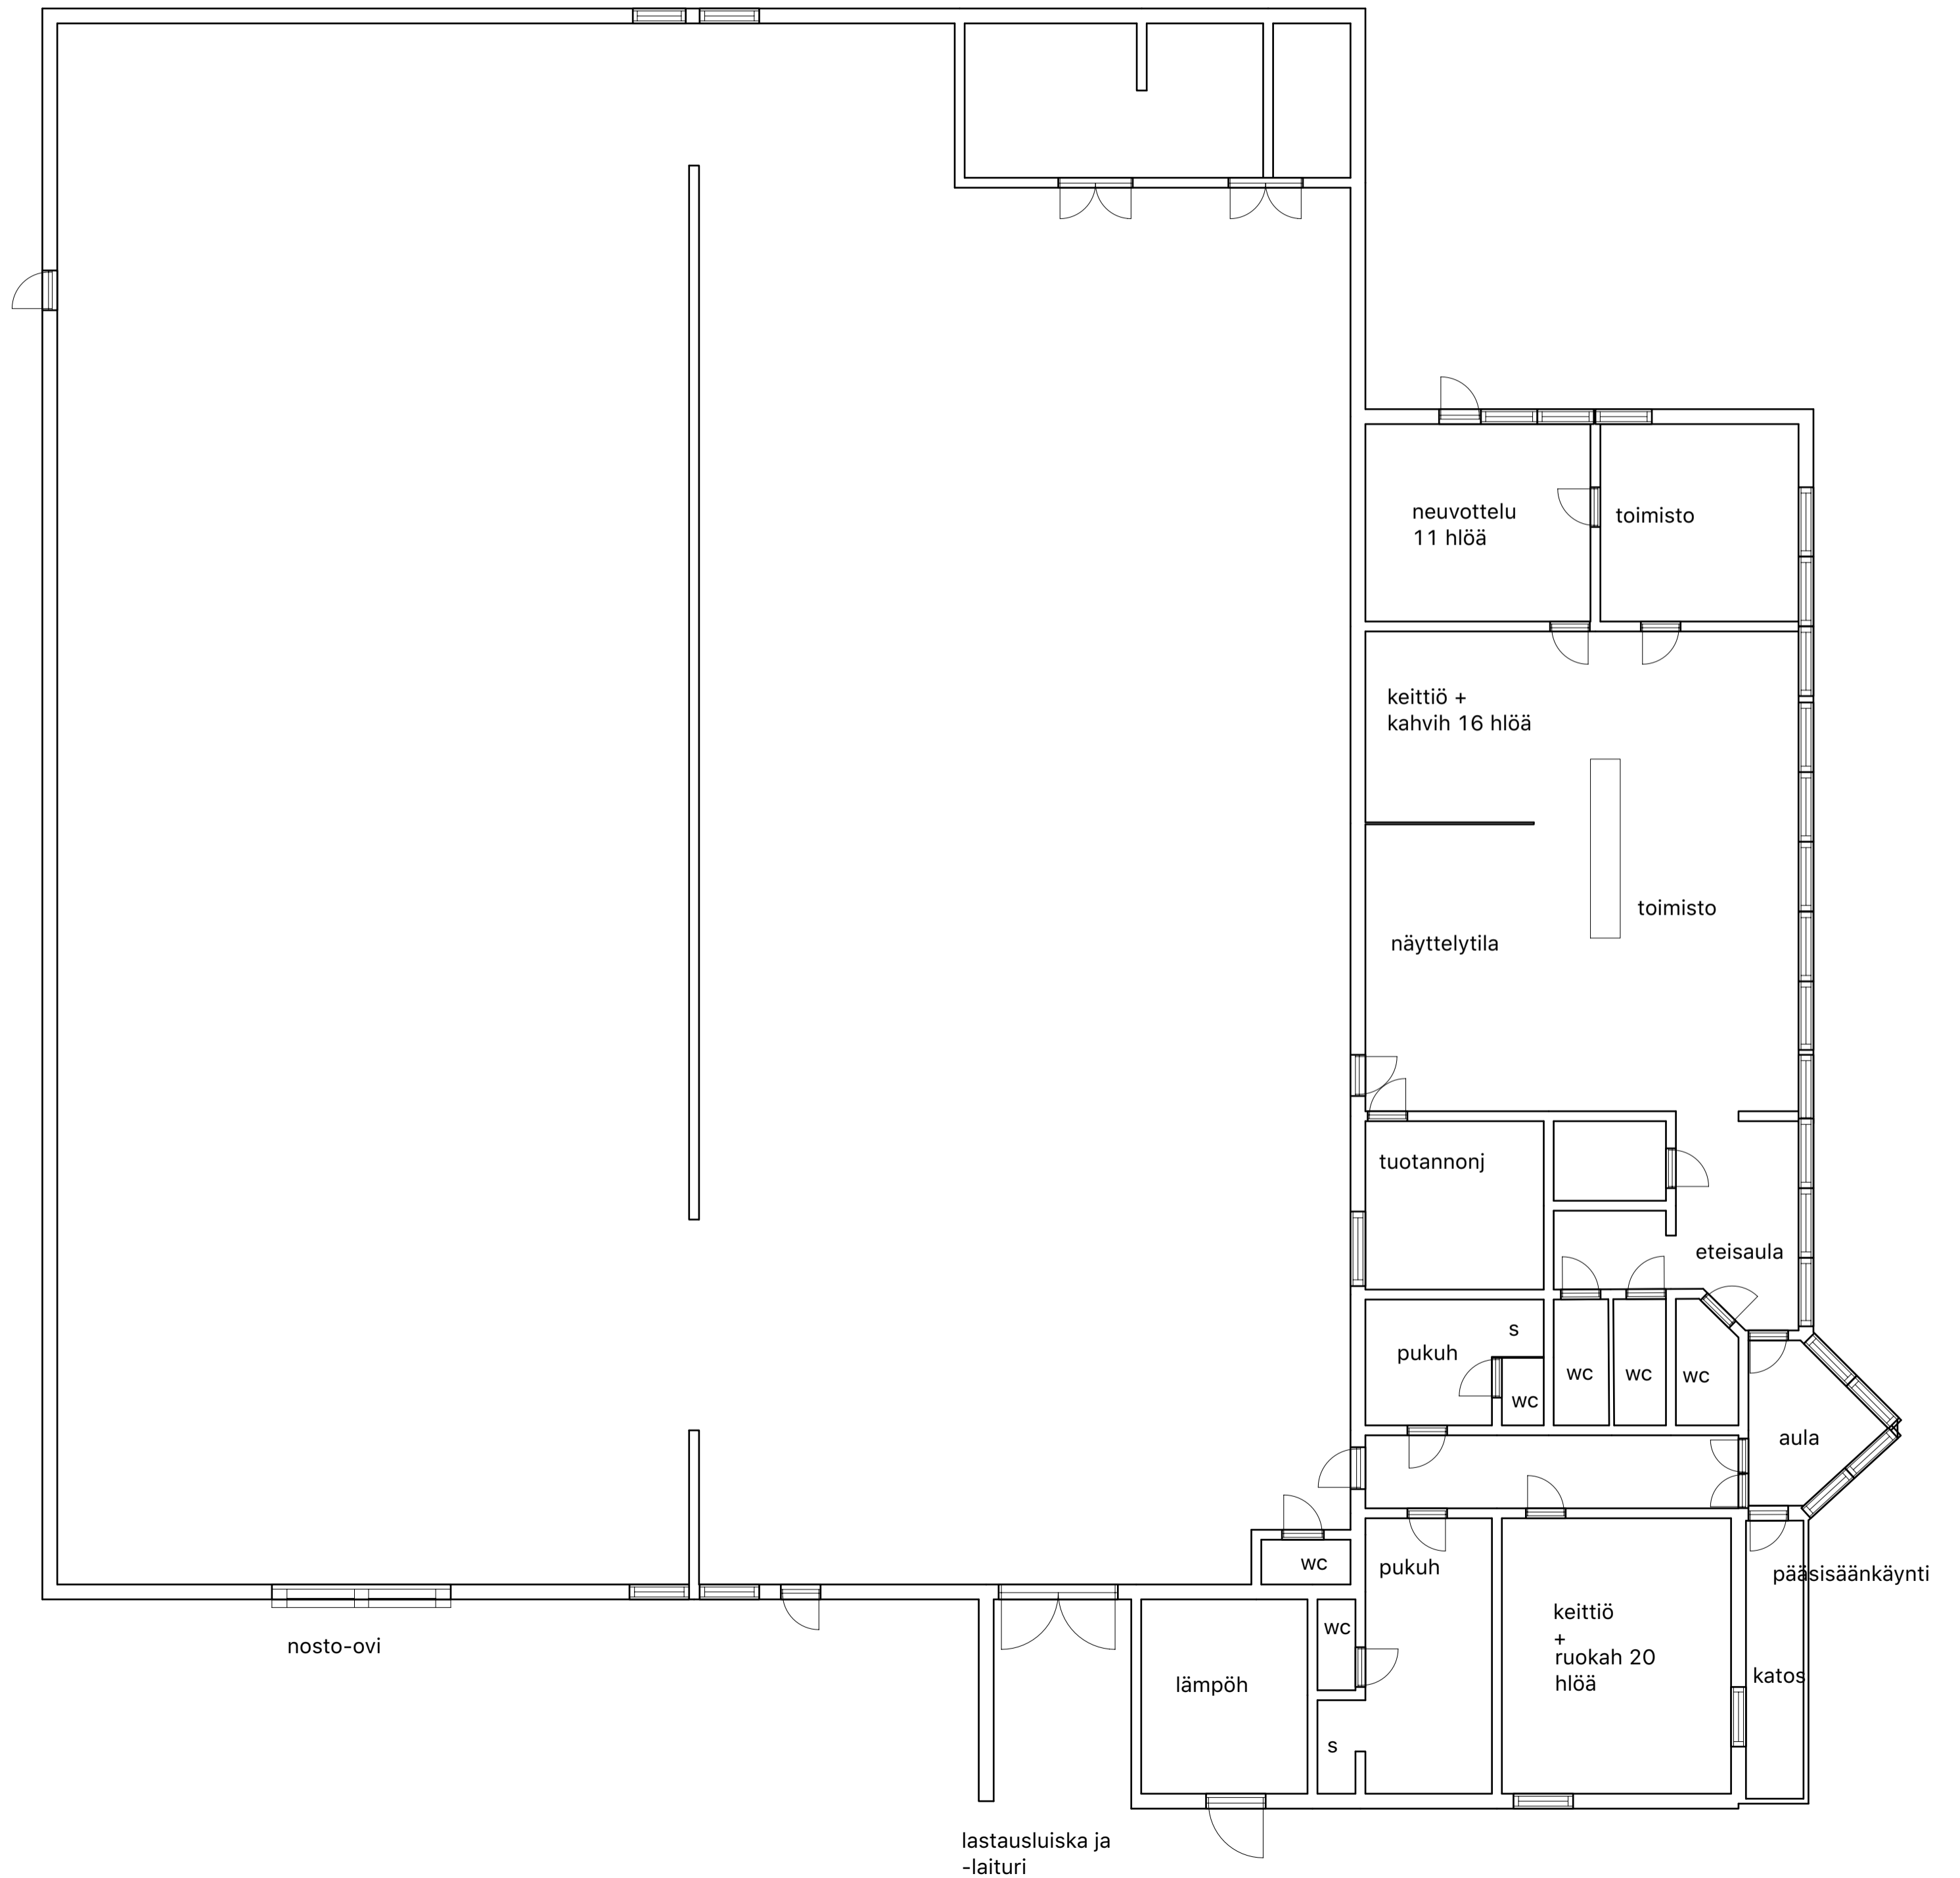 neuvottelu
11 hlöä
toimisto
keittiö +
kahvih 16 hlöä
toimisto
näyttelytila
tuotannonj
eteisaula
s
pukuh
wc
wc
wc
wc
aula
wc
pukuh
pääsisäänkäynti
keittiö
+
ruokah 20
hlöä
wc
nosto-ovi
katos
lämpöh
s
lastausluiska ja
-laituri